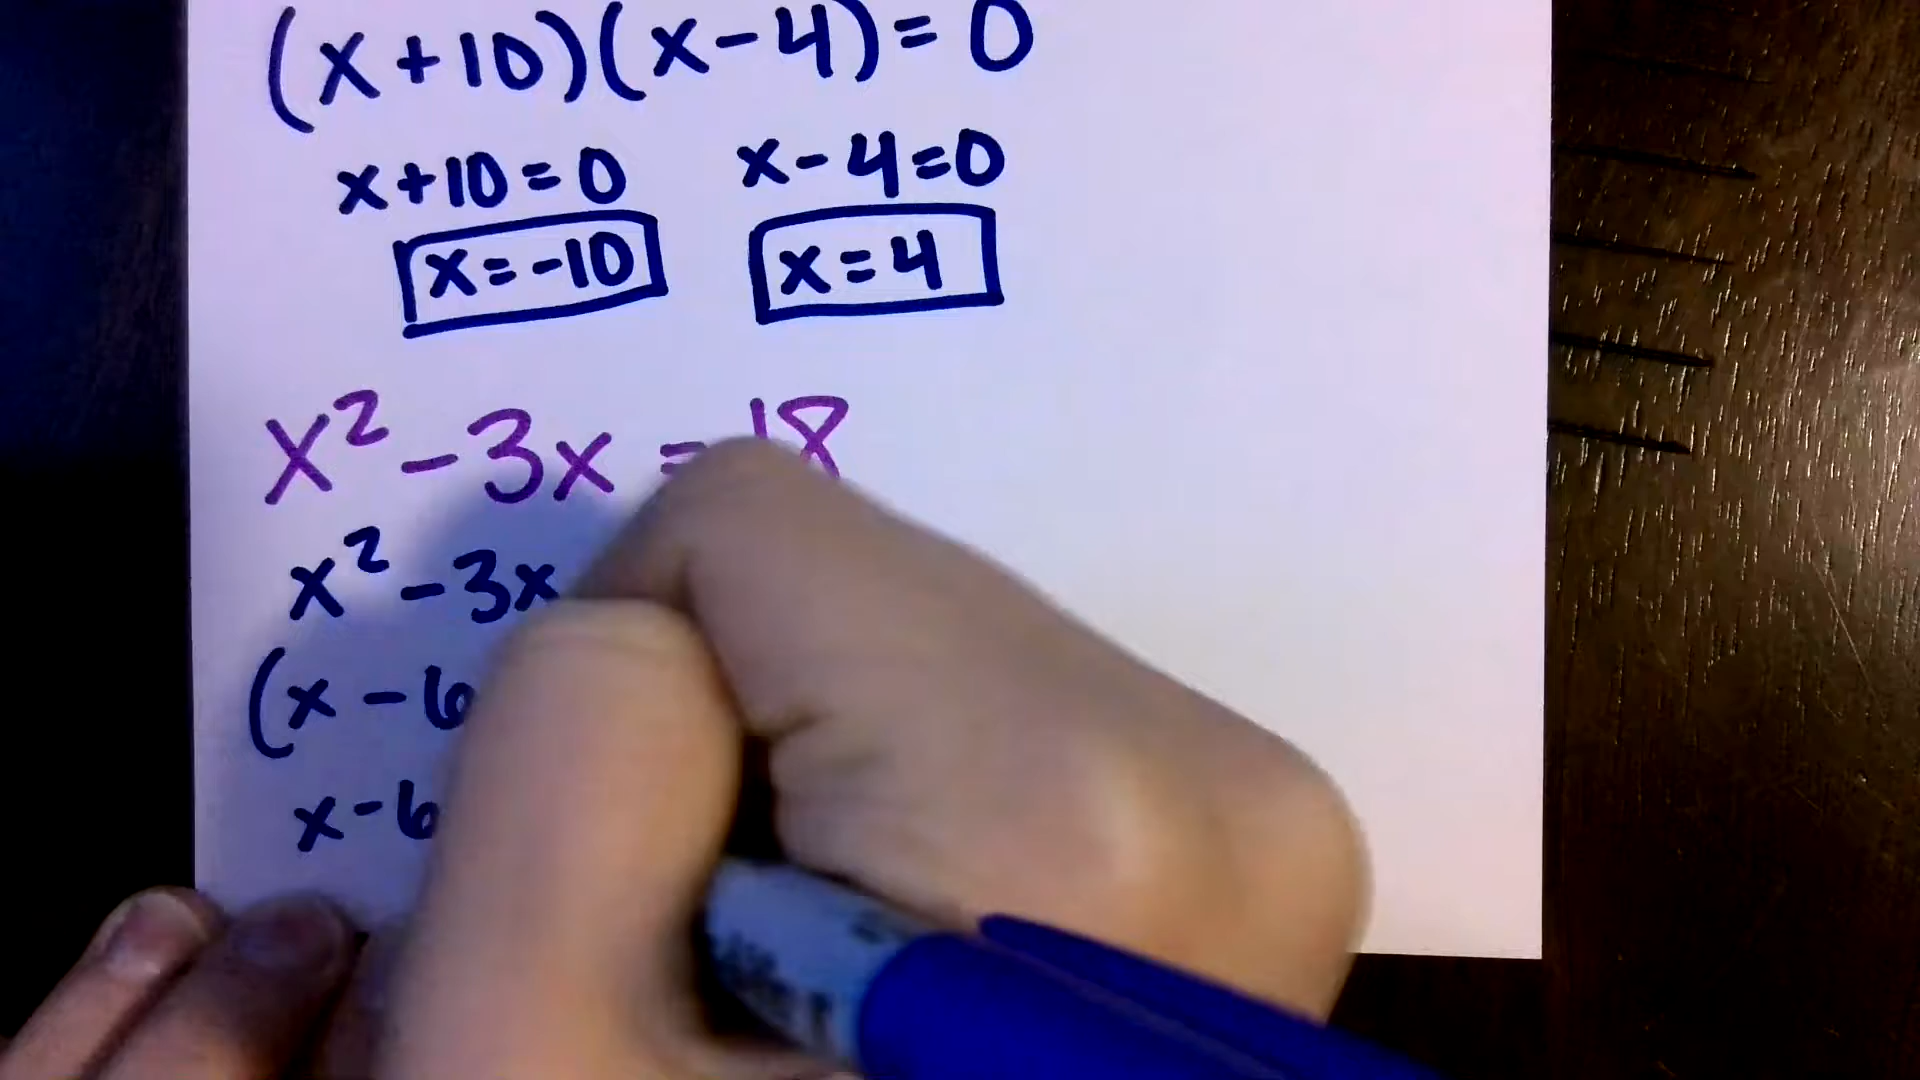 (x+10)(x-4)=0
x+10=0 x-4=0
x=-10 x=4
x²-3x=18
x²-3x
(x-6
x-6